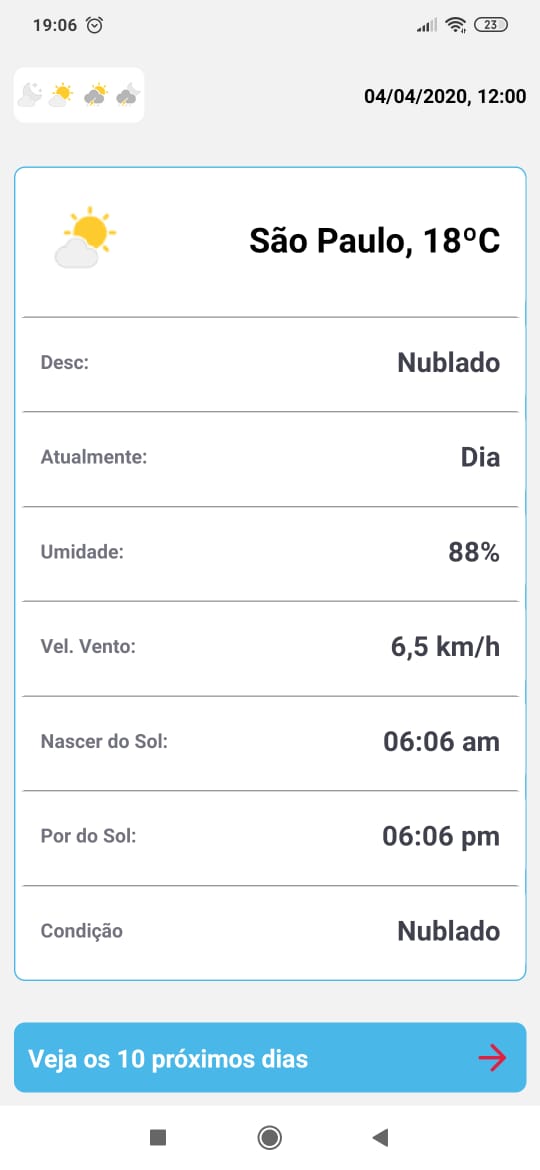 19:06
23
04/04/2020, 12:00
São Paulo, 18ºC
Desc: Nublado
Atualmente: Dia
Umidade: 88%
Vel. Vento: 6,5 km/h
Nascer do Sol: 06:06 am
Por do Sol: 06:06 pm
Condição Nublado
Veja os 10 próximos dias